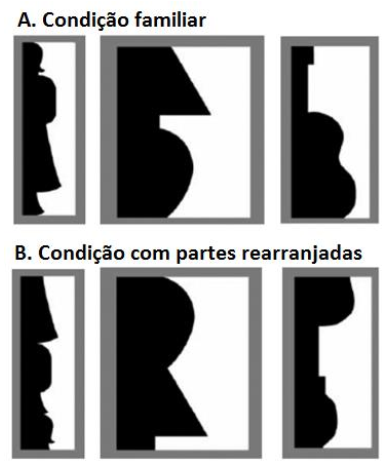 A. Condição familiar
B. Condição com partes rearranjadas